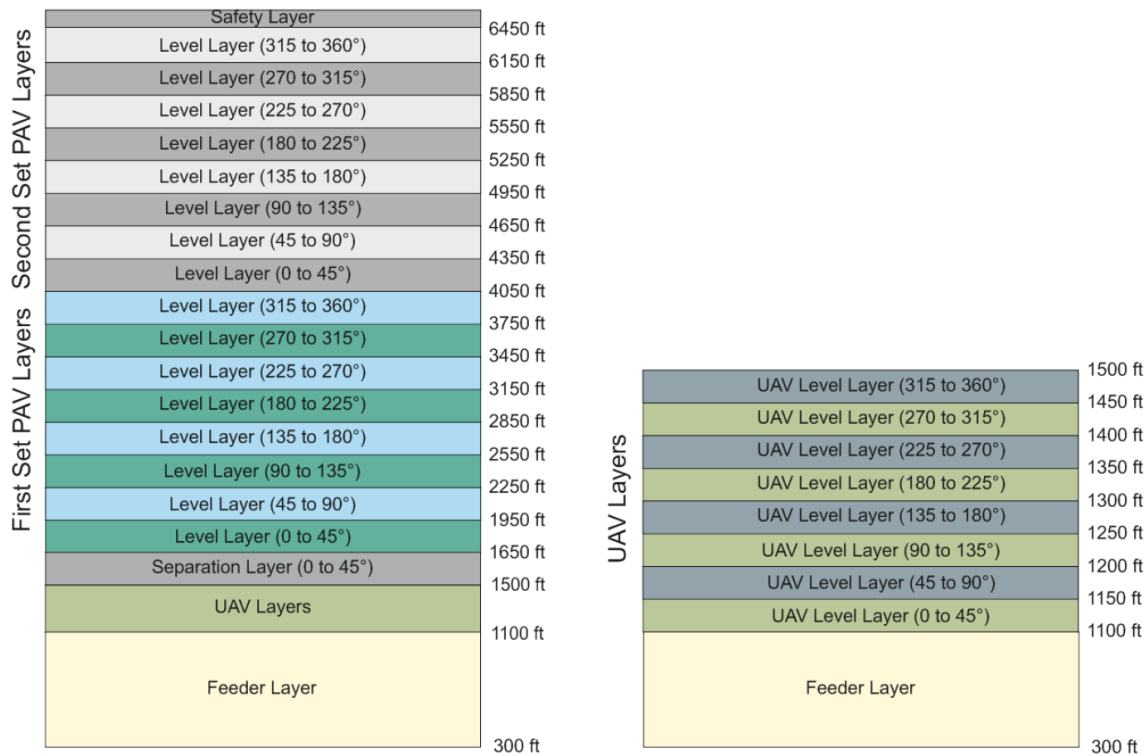 Safety Layer
6450 ft
Level Layer (315 to 360°)
6150 ft
Level Layer (270 to 315°)
5850 ft
Level Layer (225 to 270°)
5550 ft
Level Layer (180 to 225°)
5250 ft
Level Layer (135 to 180°)
4950 ft
Level Layer (90 to 135°)
4650 ft
Level Layer (45 to 90°)
4350 ft
Level Layer (0 to 45°)
4050 ft
Second Set PAV Layers
Level Layer (315 to 360°)
3750 ft
Level Layer (270 to 315°)
3450 ft
Level Layer (225 to 270°)
3150 ft
Level Layer (180 to 225°)
2850 ft
Level Layer (135 to 180°)
2550 ft
Level Layer (90 to 135°)
2250 ft
Level Layer (45 to 90°)
1950 ft
Level Layer (0 to 45°)
1650 ft
First Set PAV Layers
Separation Layer (0 to 45°)
1500 ft
UAV Layers
1100 ft
Feeder Layer
300 ft
1500 ft
UAV Level Layer (315 to 360°)
1450 ft
UAV Level Layer (270 to 315°)
1400 ft
UAV Level Layer (225 to 270°)
1350 ft
UAV Level Layer (180 to 225°)
1300 ft
UAV Level Layer (135 to 180°)
1250 ft
UAV Level Layer (90 to 135°)
1200 ft
UAV Level Layer (45 to 90°)
1150 ft
UAV Level Layer (0 to 45°)
1100 ft
UAV Layers
Feeder Layer
300 ft